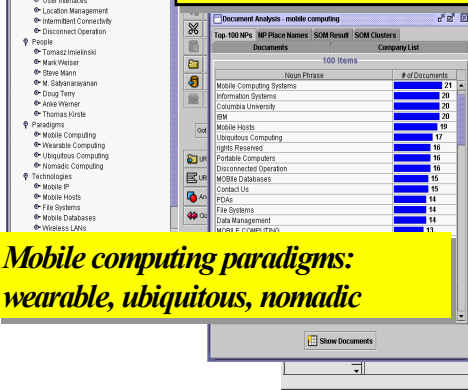 User Interfaces
Location Management
Intermittent Connectivity
Disconnect Operation
People
Tomasz Imielinski
Mark Weiser
Steve Mann
M. Satyanarayanan
Doug Terry
Anke Werner
Thomas Kirste
Paradigms
Mobile Computing
Wearable Computing
Ubiquitous Computing
Nomadic Computing
Technologies
Mobile IP
Mobile Hosts
File Systems
Mobile Databases
Wireless LANs
Got
UR
UR
An
Document Analysis - mobile computing
Top-100 NPs NP Place Names SOM Result SOM Clusters
Documents Company List
100 Items
Noun Phrase # of Documents
Mobile Computing Systems 21
Information Systems 20
Columbia University 20
IBM 20
Mobile Hosts 19
Ubiquitous Computing 17
rights Reserved 16
Portable Computers 16
Disconnected Operation 16
MOBIle Databases 15
Contact Us 15
PDAs 14
File Systems 14
Data Management 14
MOBILE COMPUTING 13
Mobile computing paradigms:
wearable, ubiquitous, nomadic
Show Documents